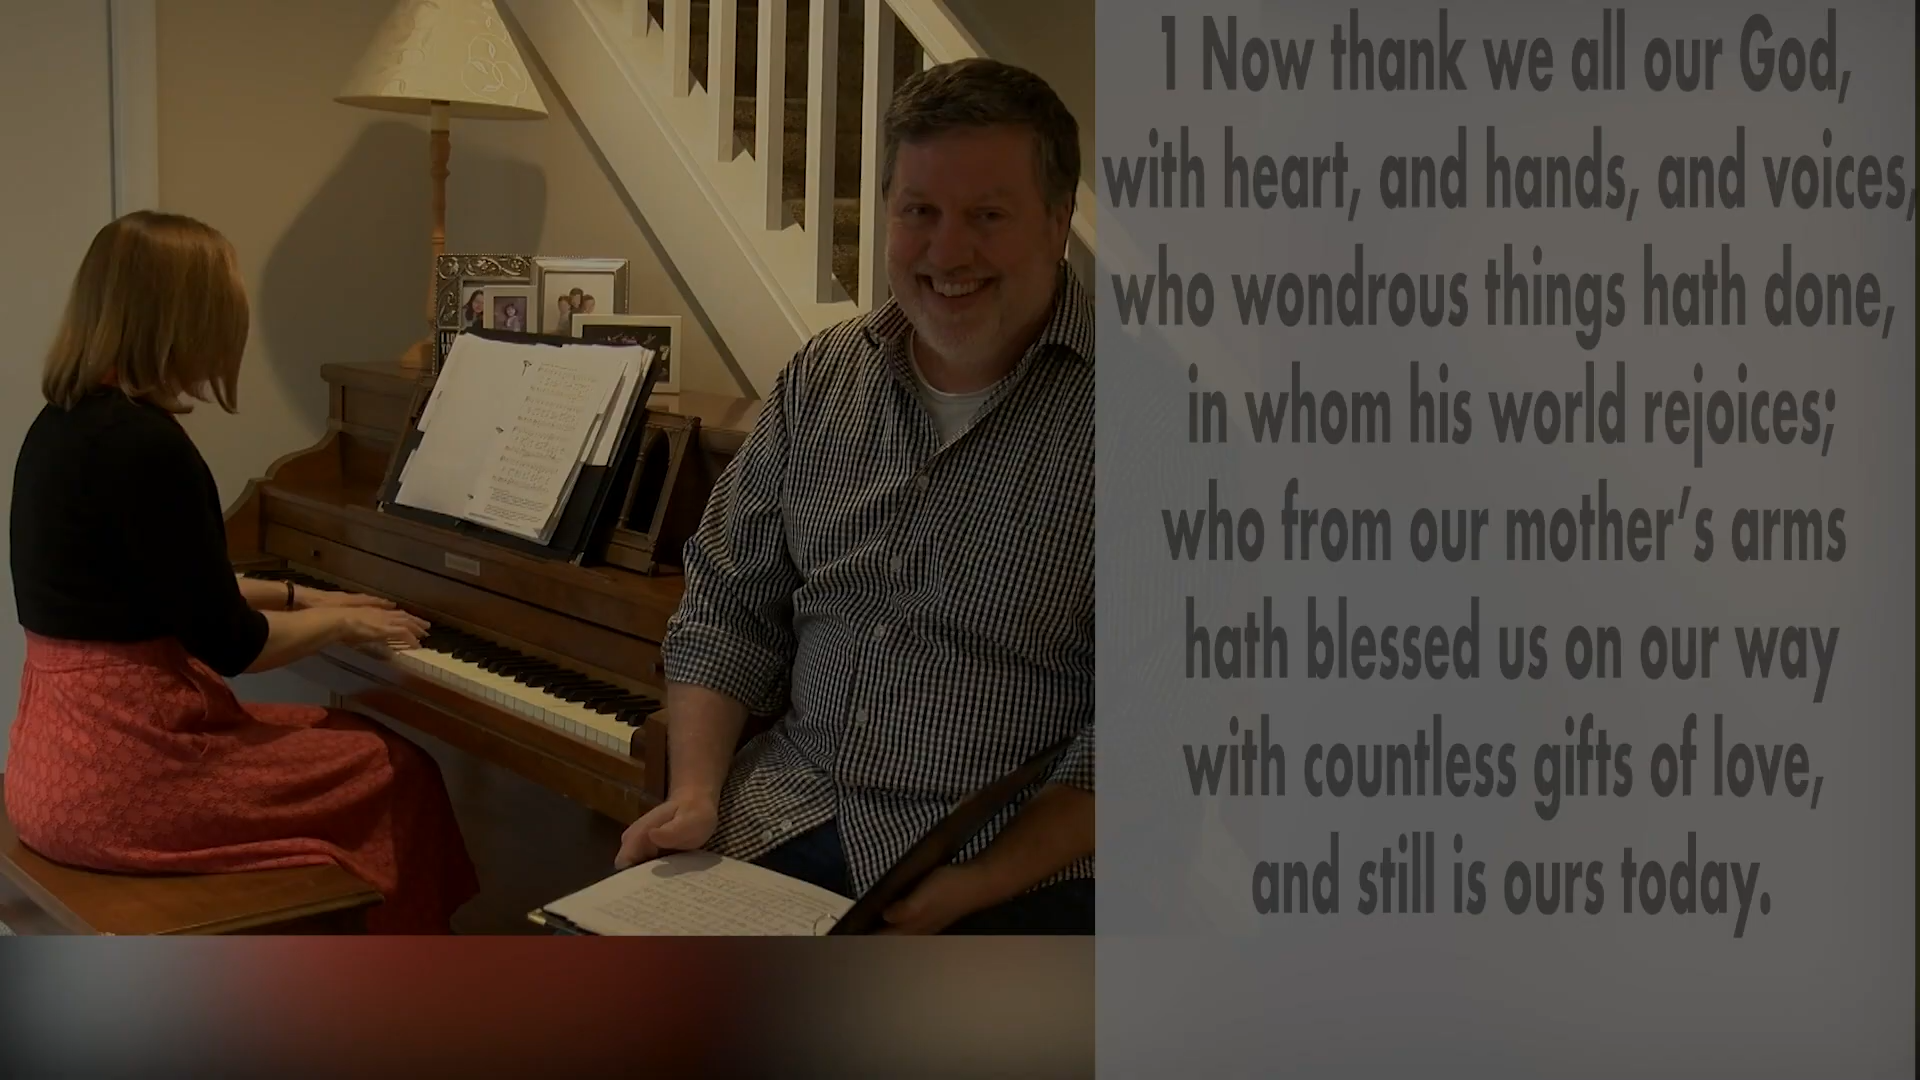 1 Now thank we all our God,
with heart, and hands, and voices,
who wondrous things hath done,
in whom his world rejoices;
who from our mother’s arms
hath blessed us on our way
with countless gifts of love,
and still is ours today.